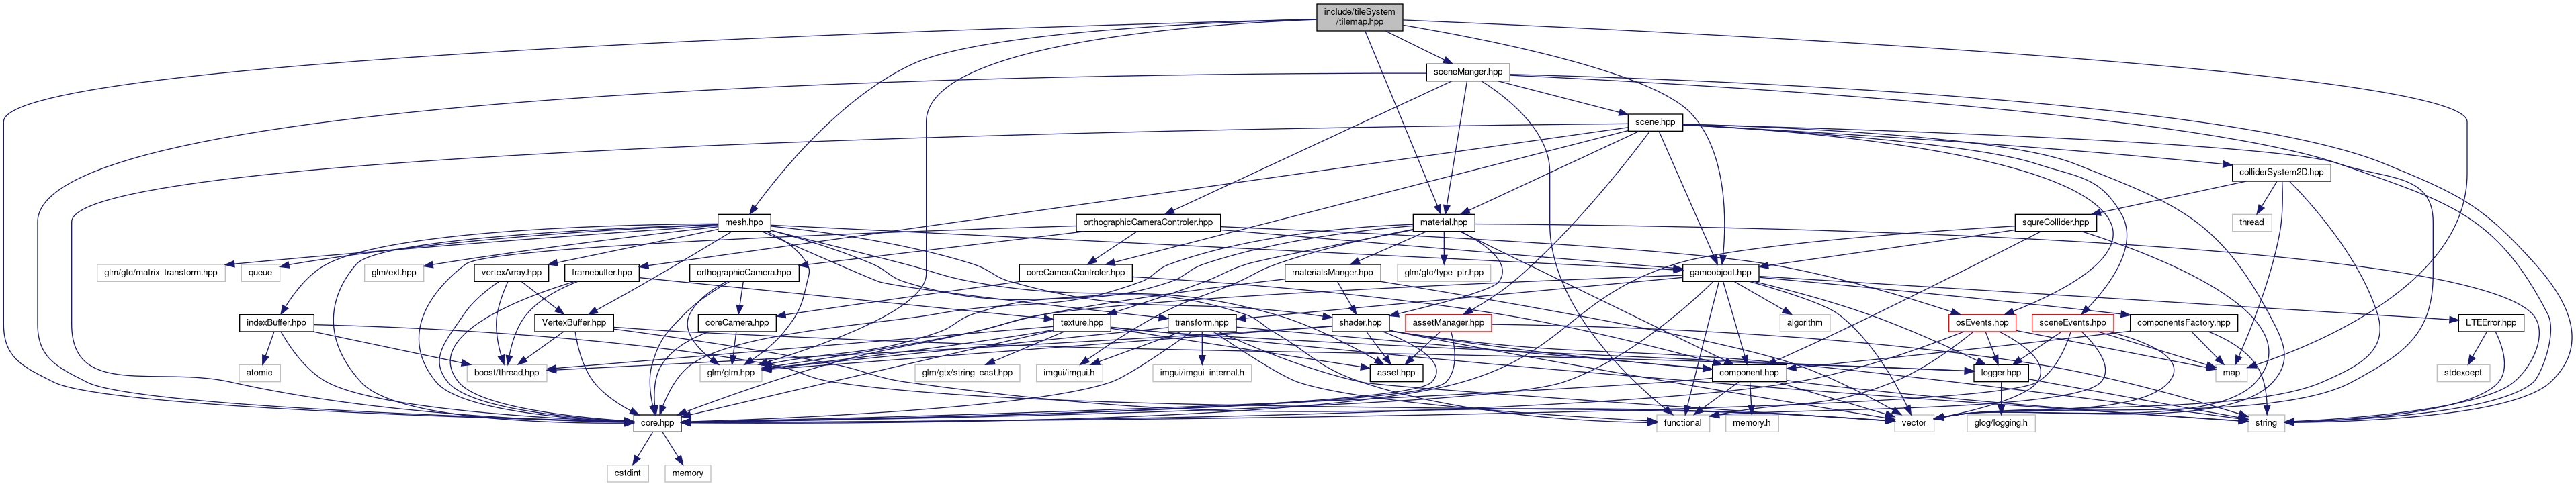 include/tileSystem
/tilemap.hpp
sceneManger.hpp
scene.hpp
colliderSystem2D.hpp
mesh.hpp
orthographicCameraControler.hpp
material.hpp
squreCollider.hpp
thread
glm/gtc/matrix_transform.hpp
queue
glm/ext.hpp
vertexArray.hpp
framebuffer.hpp
orthographicCamera.hpp
coreCameraControler.hpp
materialsManger.hpp
glm/gtc/type_ptr.hpp
gameobject.hpp
indexBuffer.hpp
VertexBuffer.hpp
coreCamera.hpp
texture.hpp
transform.hpp
shader.hpp
assetManager.hpp
algorithm
osEvents.hpp
sceneEvents.hpp
componentsFactory.hpp
LTEError.hpp
atomic
boost/thread.hpp
glm/glm.hpp
glm/gtx/string_cast.hpp
imgui/imgui.h
imgui/imgui_internal.h
asset.hpp
component.hpp
logger.hpp
map
stdexcept
core.hpp
functional
memory.h
vector
glog/logging.h
string
cstdint
memory